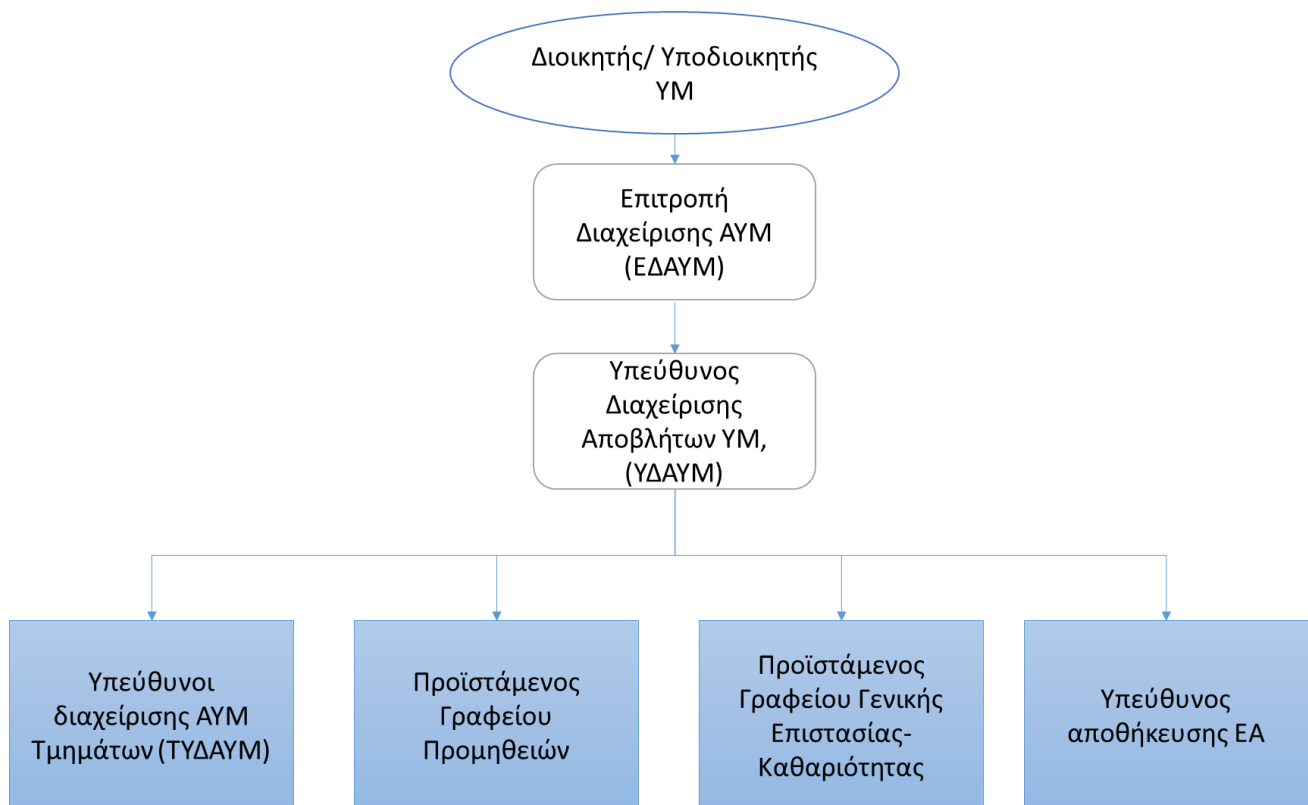 Διοικητής/ Υποδιοικητής
ΥΜ
Επιτροπή
Διαχείρισης ΑΥΜ
(ΕΔΑΥΜ)
Υπεύθυνος
Διαχείρισης
Αποβλήτων ΥΜ,
(ΥΔΑΥΜ)
Υπεύθυνοι
διαχείρισης ΑΥΜ
Τμημάτων (ΤΥΔΑΥΜ)
Προϊστάμενος
Γραφείου
Προμηθειών
Προϊστάμενος
Γραφείου Γενικής
Επιστασίας-
Καθαριότητας
Υπεύθυνος
αποθήκευσης ΕΑ